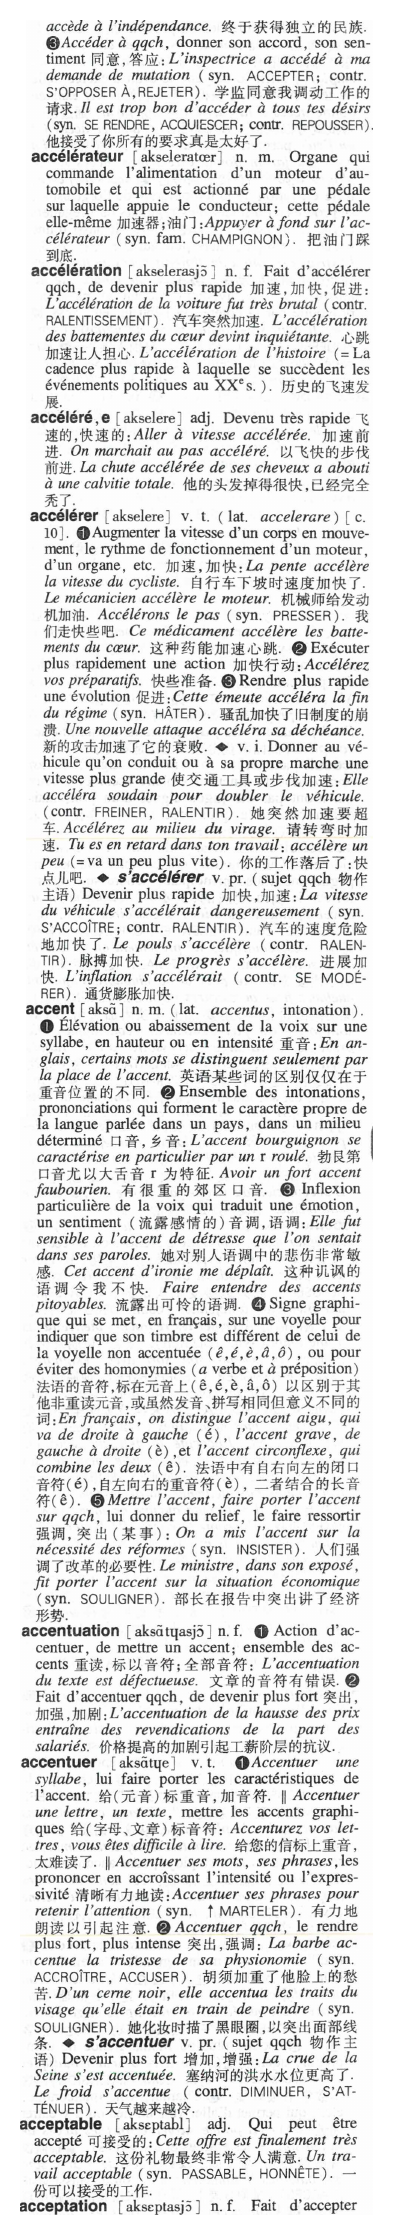 accède à l'indépendance. 终于获得独立的民族.
❸Accéder à qqch, donner son accord, son sen-
timent 同意,答应: L'inspectrice a accédé à ma
demande de mutation (syn. ACCEPTER; contr.
S'OPPOSER À,REJETER). 学监同意我调动工作的
请求. Il est trop bon d'accéder à tous tes désirs
(syn. SE RENDRE, ACQUIESCER; contr. REPOUSSER).
他接受了你所有的要求真是太好了.
accélérateur [akseleratœr] n. m. Organe qui
commande l'alimentation d'un moteur d'au-
tomobile et qui est actionné par une pédale
sur laquelle appuie le conducteur; cette pédale
elle-même 加速器;油门:Appuyer à fond sur l'ac-
célérateur (syn. fam. CHAMPIGNON). 把油门踩
到底.
accélération [akselerasjɔ̃] n. f. Fait d'accélérer
qqch, de devenir plus rapide 加速,加快,促进:
L'accélération de la voiture fut très brutal (contr.
RALENTISSEMENT). 汽车突然加速. L'accélération
des battements du cœur devint inquiétante. 心跳
加速让人担心. L'accélération de l'histoire (= La
cadence plus rapide à laquelle se succèdent les
événements politiques au XXᵉs.). 历史的飞速发
展.
accéléré,e [akselere] adj. Devenu très rapide 飞
速的,快速的: Aller à vitesse accélérée. 加速前
进. On marchait au pas accéléré. 以飞快的步伐
前进. La chute accélérée de ses cheveux a abouti
à une calvitie totale. 他的头发掉得很快,已经完全
秃了.
accélérer [akselere] v. t. (lat. accelerare) [c.
10]. ❶Augmenter la vitesse d'un corps en mouve-
ment, le rythme de fonctionnement d'un moteur,
d'un organe, etc. 加速,加快: La pente accélère
la vitesse du cycliste. 自行车下坡时速度加快了.
Le mécanicien accélère le moteur. 机械师给发动
机加油. Accélérons le pas (syn. PRESSER). 我
们走快些吧. Ce médicament accélère les batte-
ments du cœur. 这种药能加速心跳. ❷ Exécuter
plus rapidement une action 加快行动:Accélérez
vos préparatifs. 快些准备. ❸Rendre plus rapide
une évolution 促进:Cette émeute accéléra la fin
du régime (syn. HÂTER). 骚乱加快了旧制度的崩
溃. Une nouvelle attaque accéléra sa déchéance.
新的攻击加速了它的衰败. ◆ v. i. Donner au vé-
hicule qu'on conduit ou à sa propre marche une
vitesse plus grande 使交通工具或步伐加速:Elle
accéléra soudain pour doubler le véhicule.
(contr. FREINER, RALENTIR). 她突然加速要超
车. Accélérez au milieu du virage. 请转弯时加
速. Tu es en retard dans ton travail: accélère un
peu (= va un peu plus vite). 你的工作落后了:快
点儿吧. ◆ s'accélérer v. pr. (sujet qqch 物作
主语) Devenir plus rapide 加快,加速: La vitesse
du véhicule s'accélérait dangereusement (syn.
S'ACCOÎTRE; contr. RALENTIR). 汽车的速度危险
地加快了. Le pouls s'accélère (contr. RALEN-
TIR). 脉搏加快. Le progrès s'accélère. 进展加
快. L'inflation s'accélérait (contr. SE MODÉ-
RER). 通货膨胀加快.
accent [aksɑ̃] n. m. (lat. accentus, intonation).
❶ Élévation ou abaissement de la voix sur une
syllabe, en hauteur ou en intensité 重音: En an-
glais, certains mots se distinguent seulement par
la place de l'accent. 英语某些词的区别仅仅在于
重音位置的不同. ❷ Ensemble des intonations,
prononciations qui forment le caractère propre de
la langue parlée dans un pays, dans un milieu
déterminé 口音,乡音: L'accent bourguignon se
caractérise en particulier par un r roulé. 勃艮第
口音尤以大舌音 r 为特征. Avoir un fort accent
faubourien. 有很重的郊区口音. ❸ Inflexion
particulière de la voix qui traduit une émotion,
un sentiment (流露感情的)音调,语调: Elle fut
sensible à l'accent de détresse que l'on sentait
dans ses paroles. 她对别人语调中的悲伤非常敏
感. Cet accent d'ironie me déplaît. 这种讥讽的
语调令我不快. Faire entendre des accents
pitoyables. 流露出可怜的语调. ❹ Signe graphi-
que qui se met, en français, sur une voyelle pour
indiquer que son timbre est différent de celui de
la voyelle non accentuée (ê,é,è,â,ô), ou pour
éviter des homonymies (a verbe et à préposition)
法语的音符,标在元音上(ê,é,è,â,ô) 以区别于其
他非重读元音,或虽然发音、拼写相同但意义不同的
词:En français, on distingue l'accent aigu, qui
va de droite à gauche (é), l'accent grave, de
gauche à droite (è),et l'accent circonflexe, qui
combine les deux (ê). 法语中有自右向左的闭口
音符(é),自左向右的重音符(è), 二者结合的长音
符(ê). ❺Mettre l'accent, faire porter l'accent
sur qqch, lui donner du relief, le faire ressortir
强调,突出(某事): On a mis l'accent sur la
nécessité des réformes (syn. INSISTER). 人们强
调了改革的必要性. Le ministre, dans son exposé,
fit porter l'accent sur la situation économique
(syn. SOULIGNER). 部长在报告中突出讲了经济
形势.
accentuation [aksɑ̃tɥasjɔ̃] n. f. ❶ Action d'ac-
centuer, de mettre un accent; ensemble des ac-
cents 重读,标以音符;全部音符: L'accentuation
du texte est défectueuse. 文章的音符有错误. ❷
Fait d'accentuer qqch, de devenir plus fort 突出,
加强,加剧:L'accentuation de la hausse des prix
entraîne des revendications de la part des
salariés. 价格提高的加剧引起工薪阶层的抗议.
accentuer [aksɑ̃tɥe] v. t. ❶Accentuer une
syllabe, lui faire porter les caractéristiques de
l'accent. 给(元音)标重音,加音符. ‖ Accentuer
une lettre, un texte, mettre les accents graphi-
ques 给(字母、文章)标音符: Accenturez vos let-
tres, vous êtes difficile à lire. 给您的信标上重音,
太难读了. ‖ Accentuer ses mots, ses phrases,les
prononcer en accroîssant l'intensité ou l'expres-
sivité 清晰有力地读:Accentuer ses phrases pour
retenir l'attention (syn. ↑ MARTELER). 有力地
朗读以引起注意. ❷ Accentuer qqch, le rendre
plus fort, plus intense 突出,强调: La barbe ac-
centue la tristesse de sa physionomie (syn.
ACCROÎTRE, ACCUSER). 胡须加重了他脸上的愁
苦. D'un cerne noir, elle accentua les traits du
visage qu'elle était en train de peindre (syn.
SOULIGNER). 她化妆时描了黑眼圈,以突出面部线
条. ◆ s'accentuer v. pr. (sujet qqch 物作主
语) Devenir plus fort 增加,增强: La crue de la
Seine s'est accentuée. 塞纳河的洪水水位更高了.
Le froid s'accentue (contr. DIMINUER, S'AT-
TÉNUER). 天气越来越冷.
acceptable [akseptabl] adj. Qui peut être
accepté 可接受的: Cette offre est finalement très
acceptable. 这份礼物最终非常令人满意. Un tra-
vail acceptable (syn. PASSABLE, HONNÊTE). 一
份可以接受的工作.
acceptation [aksɛptasjɔ̃] n. f. Fait d'accepter